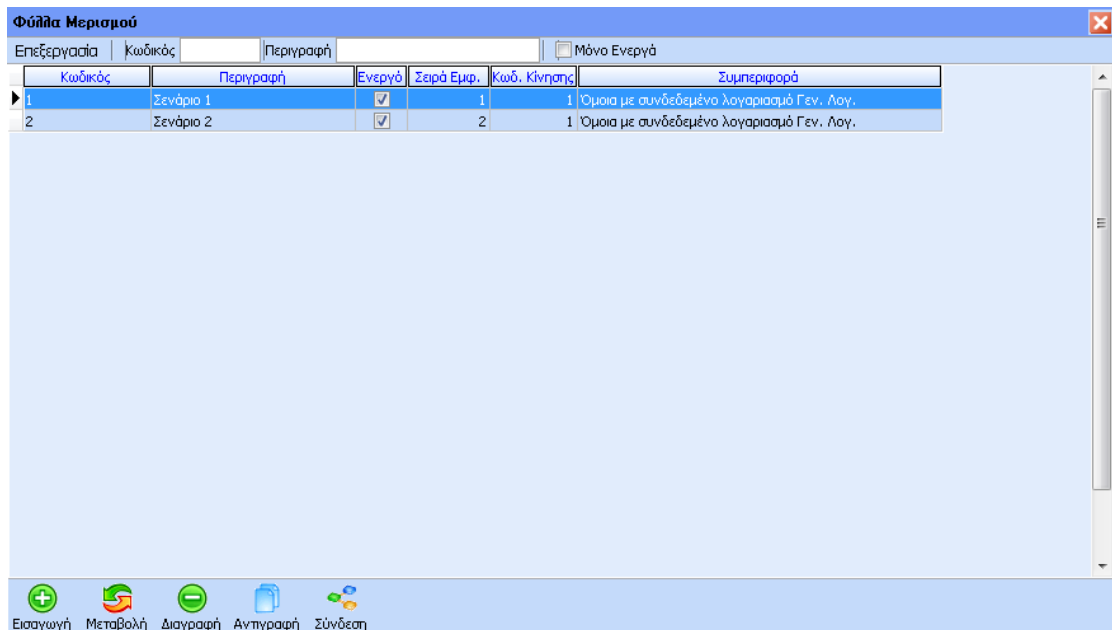 Φύλλα Μερισμού
Επεξεργασία Κωδικός Περιγραφή Μόνο Ενεργά
Κωδικός Περιγραφή Ενεργό Σειρά Εμφ. Κωδ. Κίνησης Συμπεριφορά
1 Σενάριο 1 1 1 Όμοια με συνδεδεμένο λογαριασμό Γεν. Λογ.
2 Σενάριο 2 2 1 Όμοια με συνδεδεμένο λογαριασμό Γεν. Λογ.
Εισαγωγή Μεταβολή Διαγραφή Αντιγραφή Σύνδεση